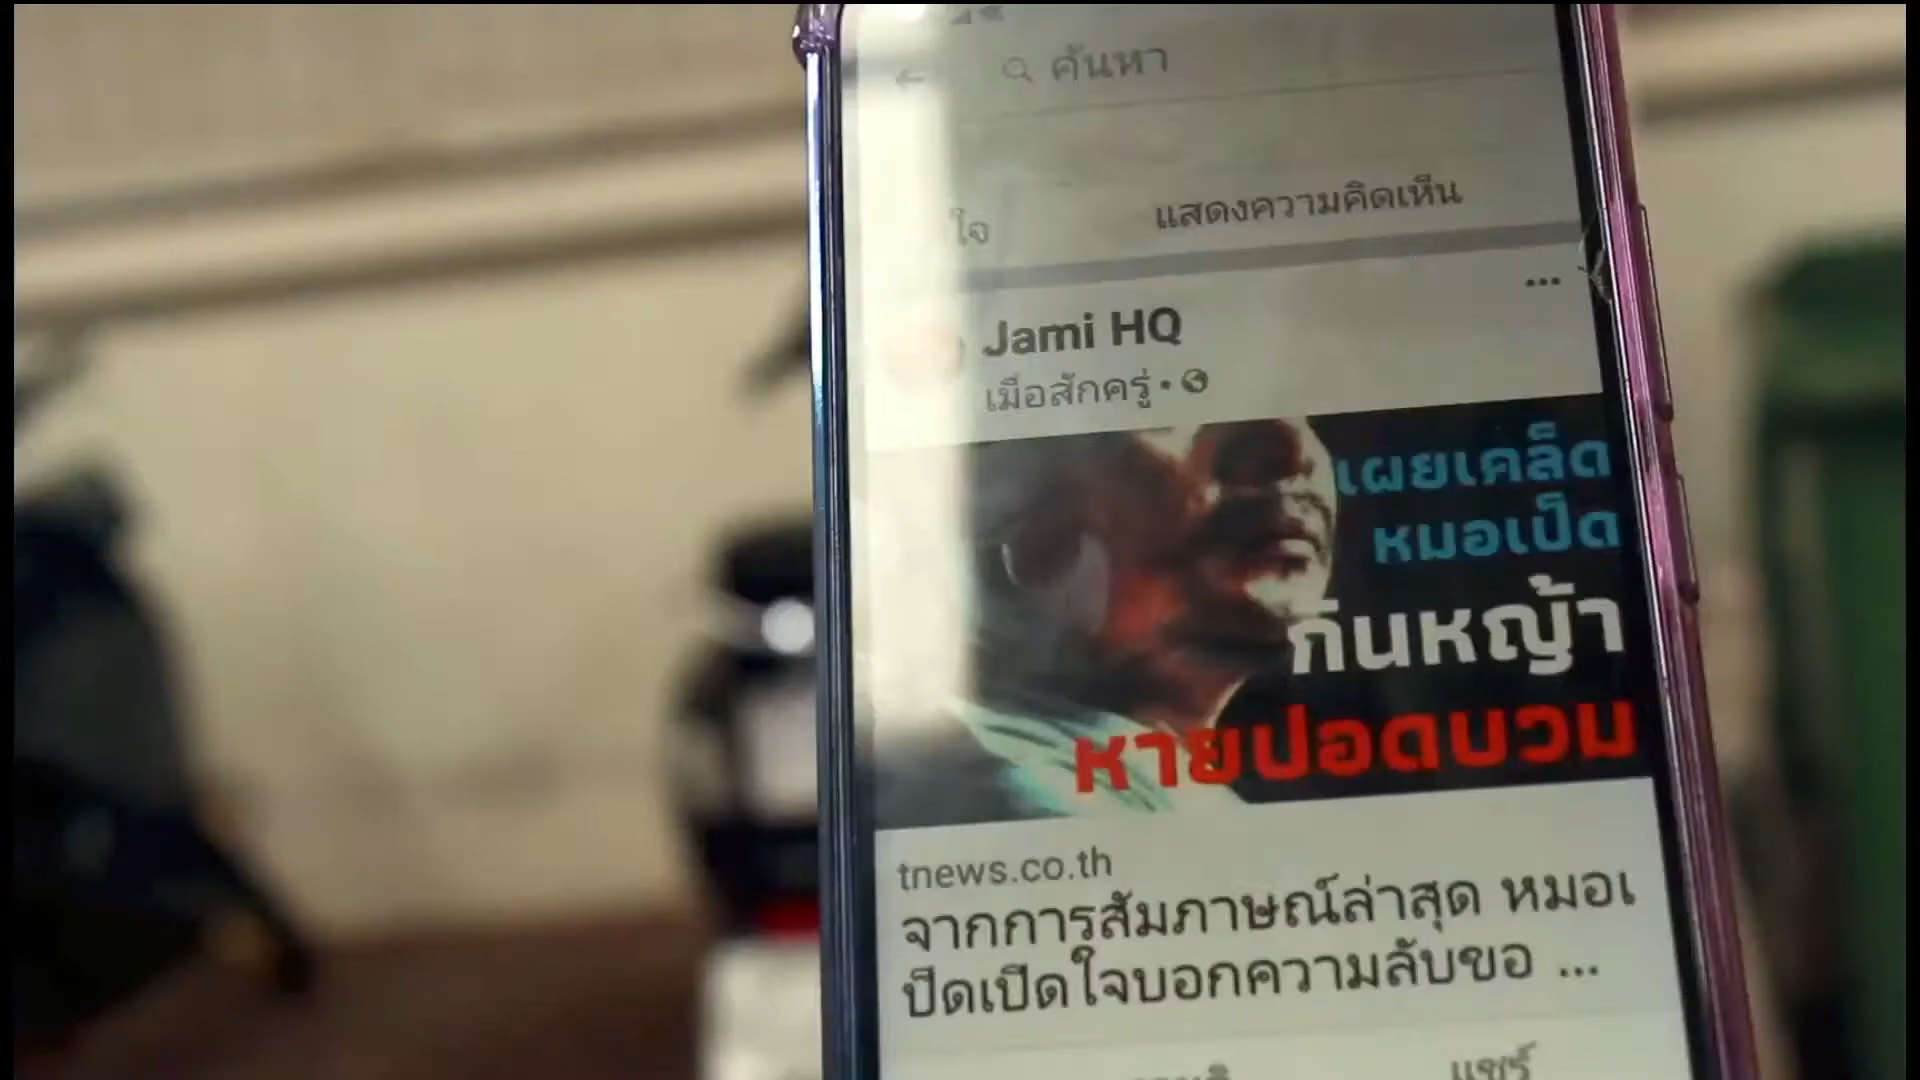 ค้นหา
ใจ แสดงความคิดเห็น
Jami HQ
เมื่อสักครู่ •
เผยเคล็ด
หมอเป็ด
กินหญ้า
หายปอดบวม
tnews.co.th
จากการสัมภาษณ์ล่าสุด หมอเ
ป็ดเปิดใจบอกความลับขอ ...
แชร์